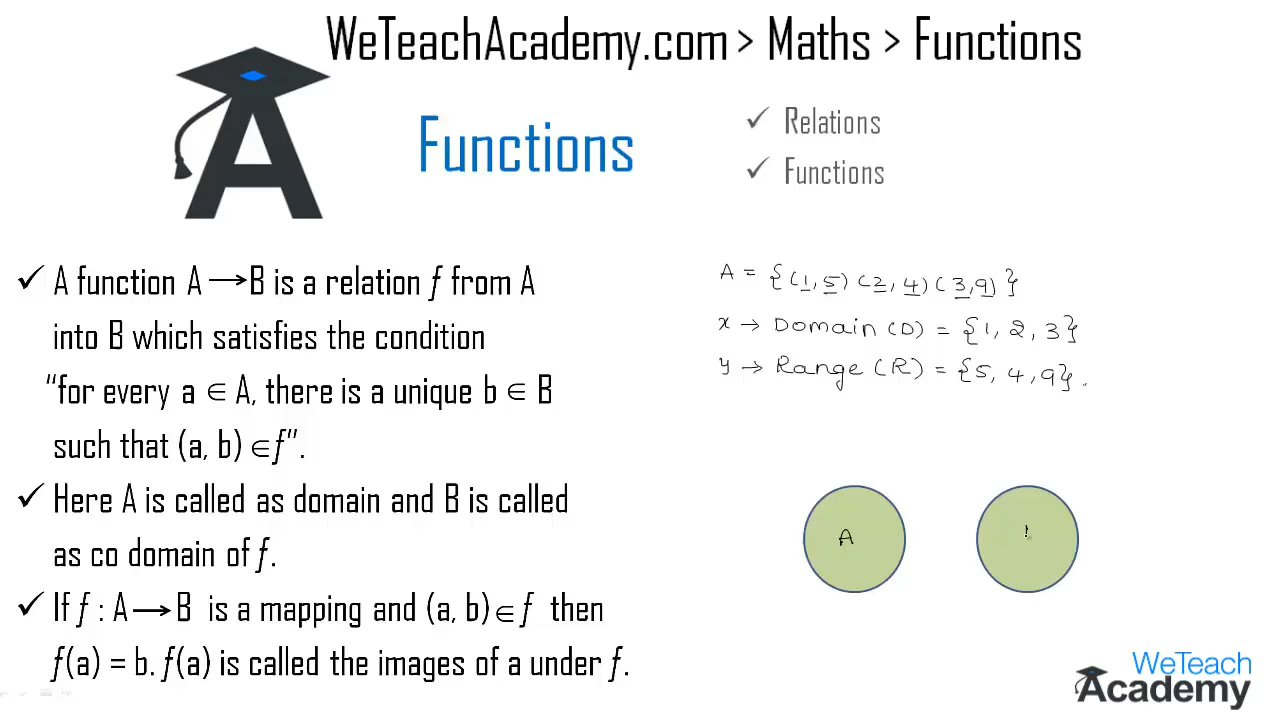 WeTeachAcademy.com > Maths > Functions
Functions
✓ Relations
✓ Functions
✓ A function A →B is a relation f from A
into B which satisfies the condition
"for every a ∈ A, there is a unique b ∈ B
such that (a, b) ∈ f".
✓ Here A is called as domain and B is called
as co domain of f.
✓ If f : A → B is a mapping and (a, b) ∈ f then
f(a) = b. f(a) is called the images of a under f.
A = {(1,5) (2,4) (3,9)}
x → Domain (D) = {1, 2, 3}
y → Range (R) = {5, 4, 9}.
A
WeTeach
Academy